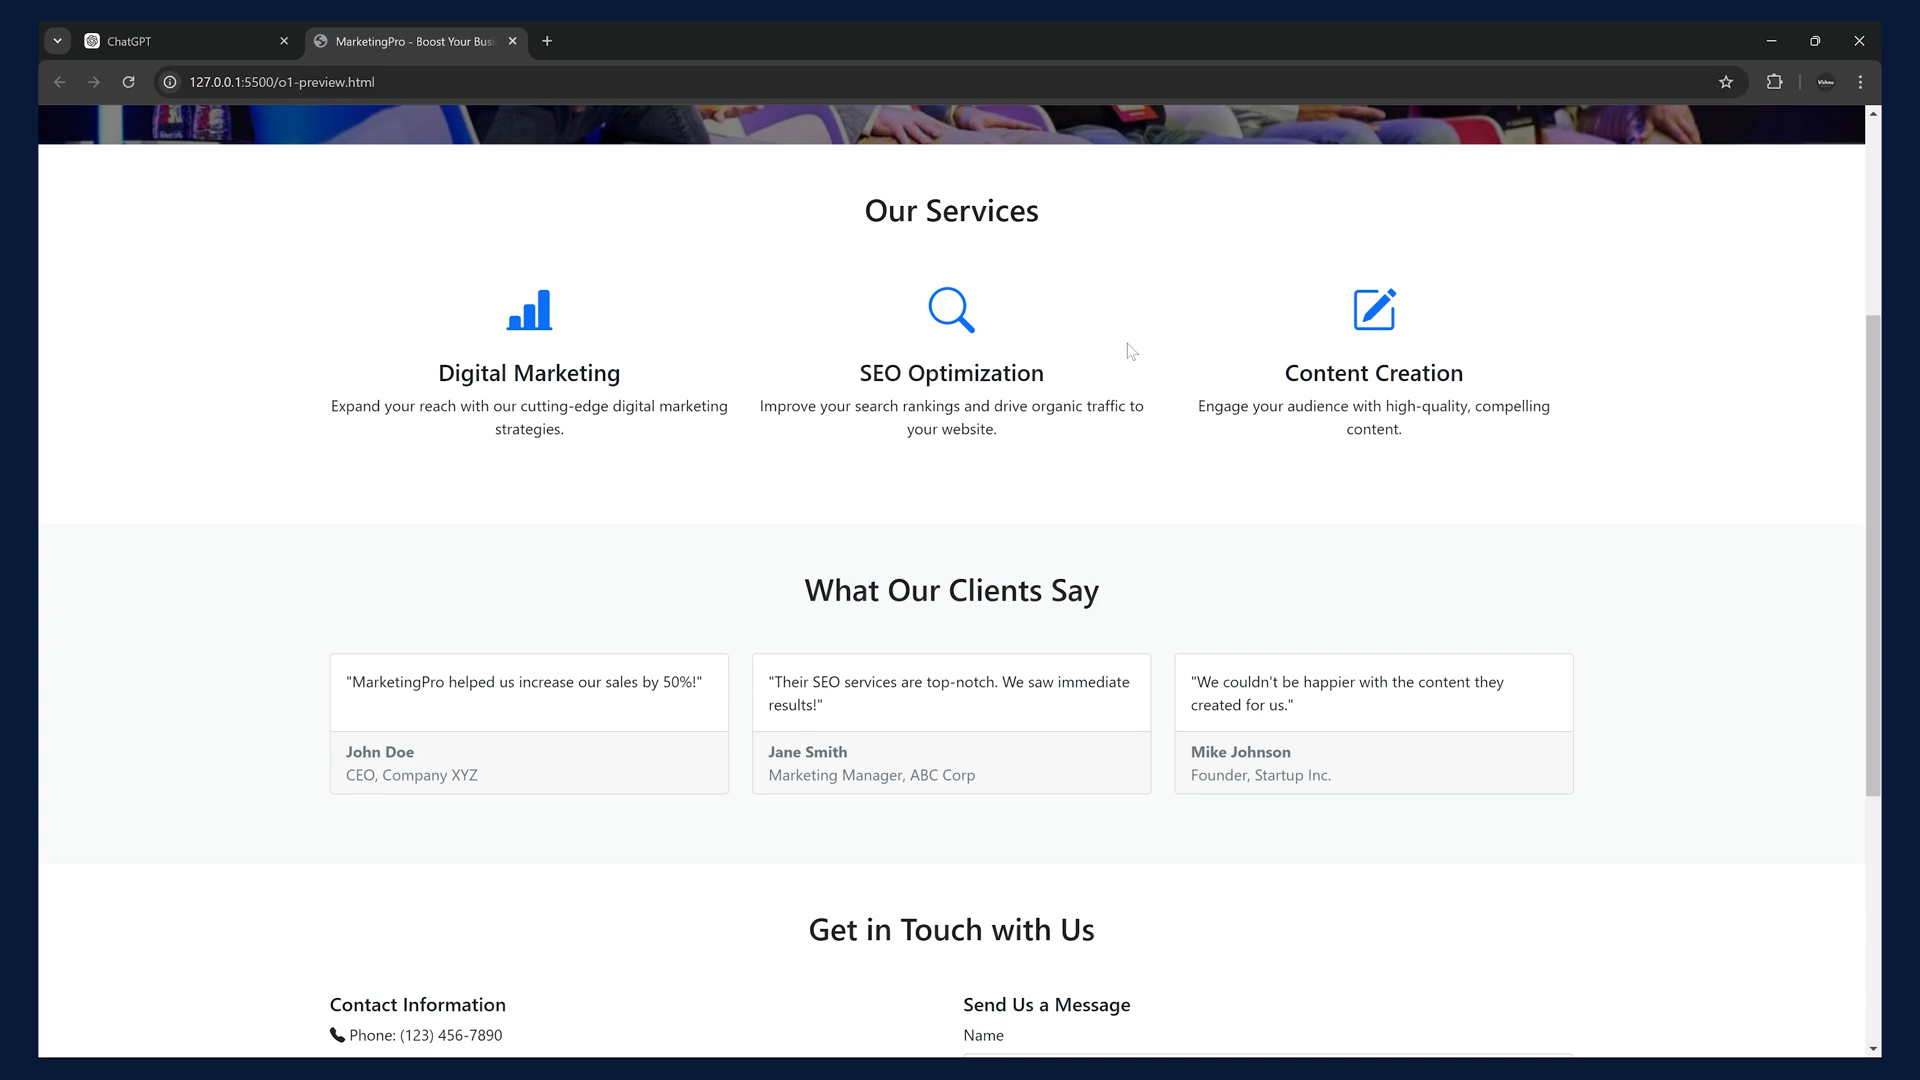 ChatGPT
MarketingPro - Boost Your Busi
127.0.0.1:5500/o1-preview.html
Our Services
Digital Marketing
Expand your reach with our cutting-edge digital marketing
strategies.
SEO Optimization
Improve your search rankings and drive organic traffic to
your website.
Content Creation
Engage your audience with high-quality, compelling
content.
What Our Clients Say
"MarketingPro helped us increase our sales by 50%!"
John Doe
CEO, Company XYZ
"Their SEO services are top-notch. We saw immediate
results!"
Jane Smith
Marketing Manager, ABC Corp
"We couldn't be happier with the content they
created for us."
Mike Johnson
Founder, Startup Inc.
Get in Touch with Us
Contact Information
Phone: (123) 456-7890
Send Us a Message
Name